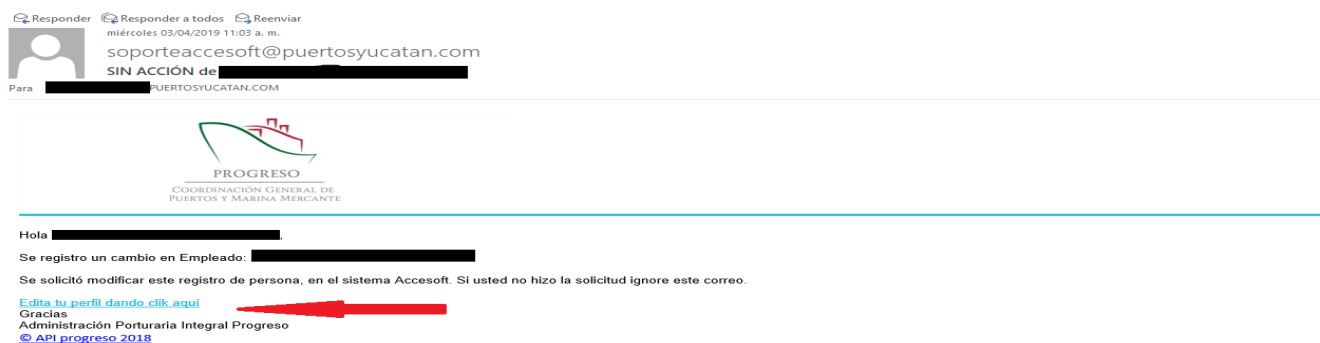 Responder Responder a todos Reenviar
miércoles 03/04/2019 11:03 a. m.
soporteaccesoft@puertosyucatan.com
SIN ACCIÓN de
Para PUERTOSYUCATAN.COM
PROGRESO
COORDINACIÓN GENERAL DE
PUERTOS Y MARINA MERCANTE
Hola ,
Se registro un cambio en Empleado:
Se solicitó modificar este registro de persona, en el sistema Accesoft. Si usted no hizo la solicitud ignore este correo.
Edita tu perfil dando clik aquí
Gracias
Administración Porturaria Integral Progreso
© API progreso 2018